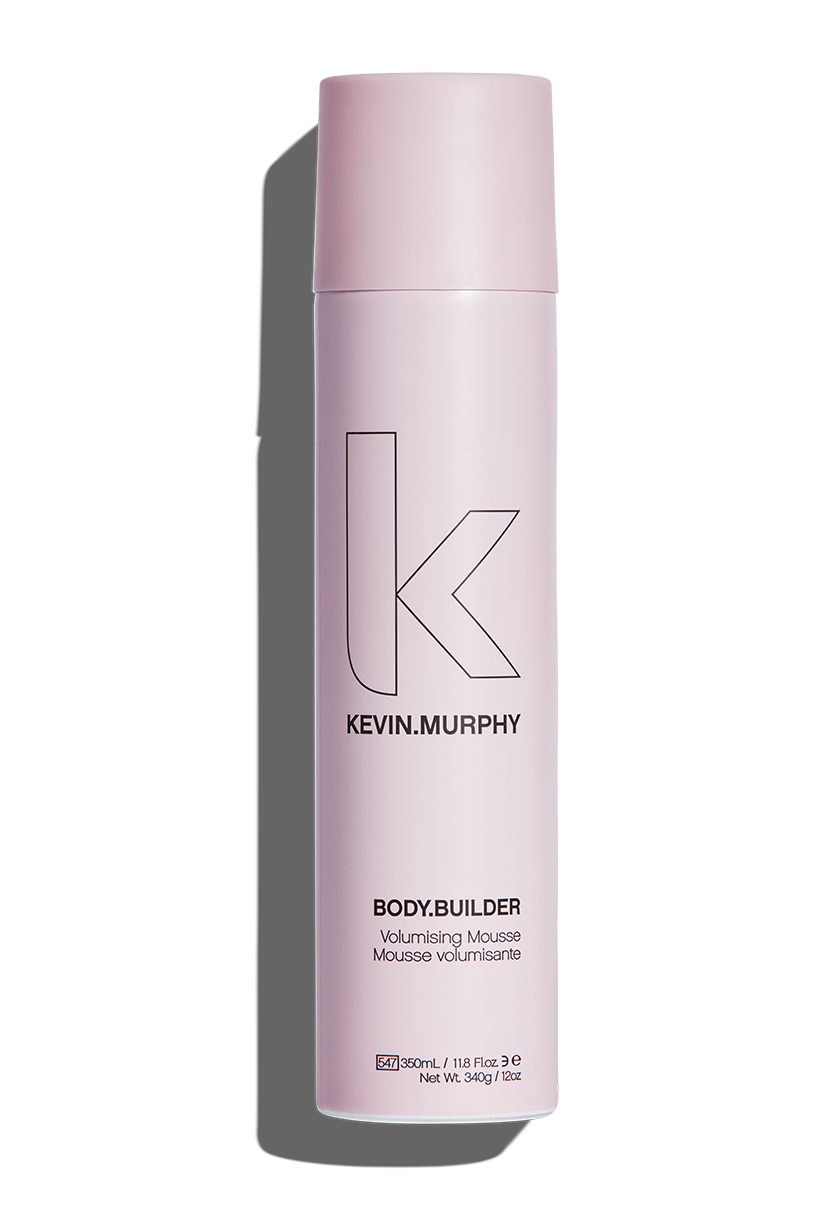 k
KEVIN.MURPHY
BODY.BUILDER
Volumising Mousse
Mousse volumisante
547 350mL / 11.8 Fl.oz. ϶ e
Net Wt. 340g / 12oz